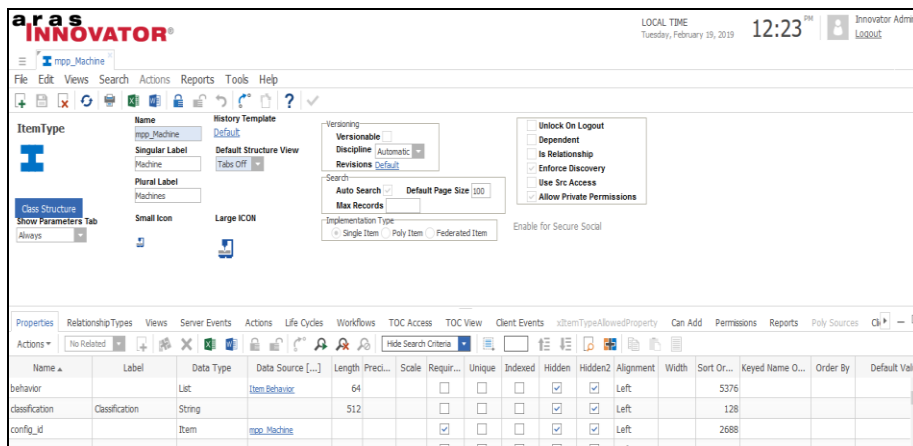 aras
INNOVATOR®
LOCAL TIME
Tuesday, February 19, 2019
12:23 PM
Innovator Admi
Logout
mpp_Machine
File Edit Views Search Actions Reports Tools Help
ItemType
Name
mpp_Machine
Singular Label
Machine
Plural Label
Machines
Class Structure
Show Parameters Tab
Always
Small Icon
History Template
Default
Default Structure View
Tabs Off
Large ICON
Versioning
Versionable
Discipline Automatic
Revisions Default
Search
Auto Search Default Page Size 100
Max Records
Implementation Type
Single Item Poly Item Federated Item
Unlock On Logout
Dependent
Is Relationship
Enforce Discovery
Use Src Access
Allow Private Permissions
Enable for Secure Social
Properties RelationshipTypes Views Server Events Actions Life Cycles Workflows TOC Access TOC View Client Events xItemTypeAllowedProperty Can Add Permissions Reports Poly Sources Cli
Actions No Related Hide Search Criteria
Name Label Data Type Data Source [...] Length Preci... Scale Requir... Unique Indexed Hidden Hidden2 Alignment Width Sort Or... Keyed Name O... Order By Default Val
behavior List Item Behavior 64 Left 5376
classification Classification String 512 Left 128
config_id Item mpp_Machine Left 2688